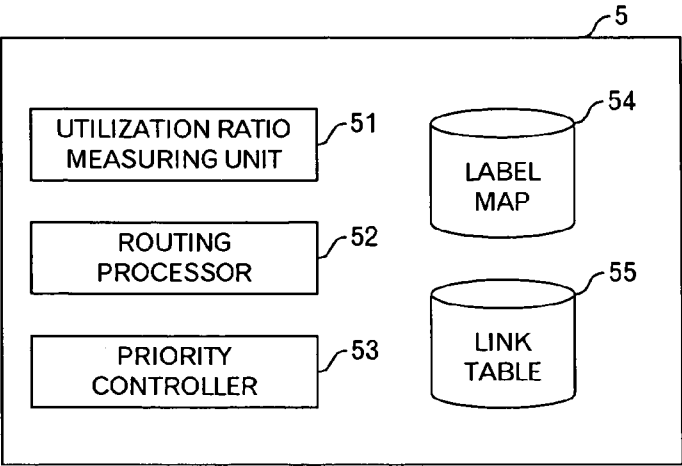 5
UTILIZATION RATIO
MEASURING UNIT
51
ROUTING
PROCESSOR
52
PRIORITY
CONTROLLER
53
LABEL
MAP
54
LINK
TABLE
55